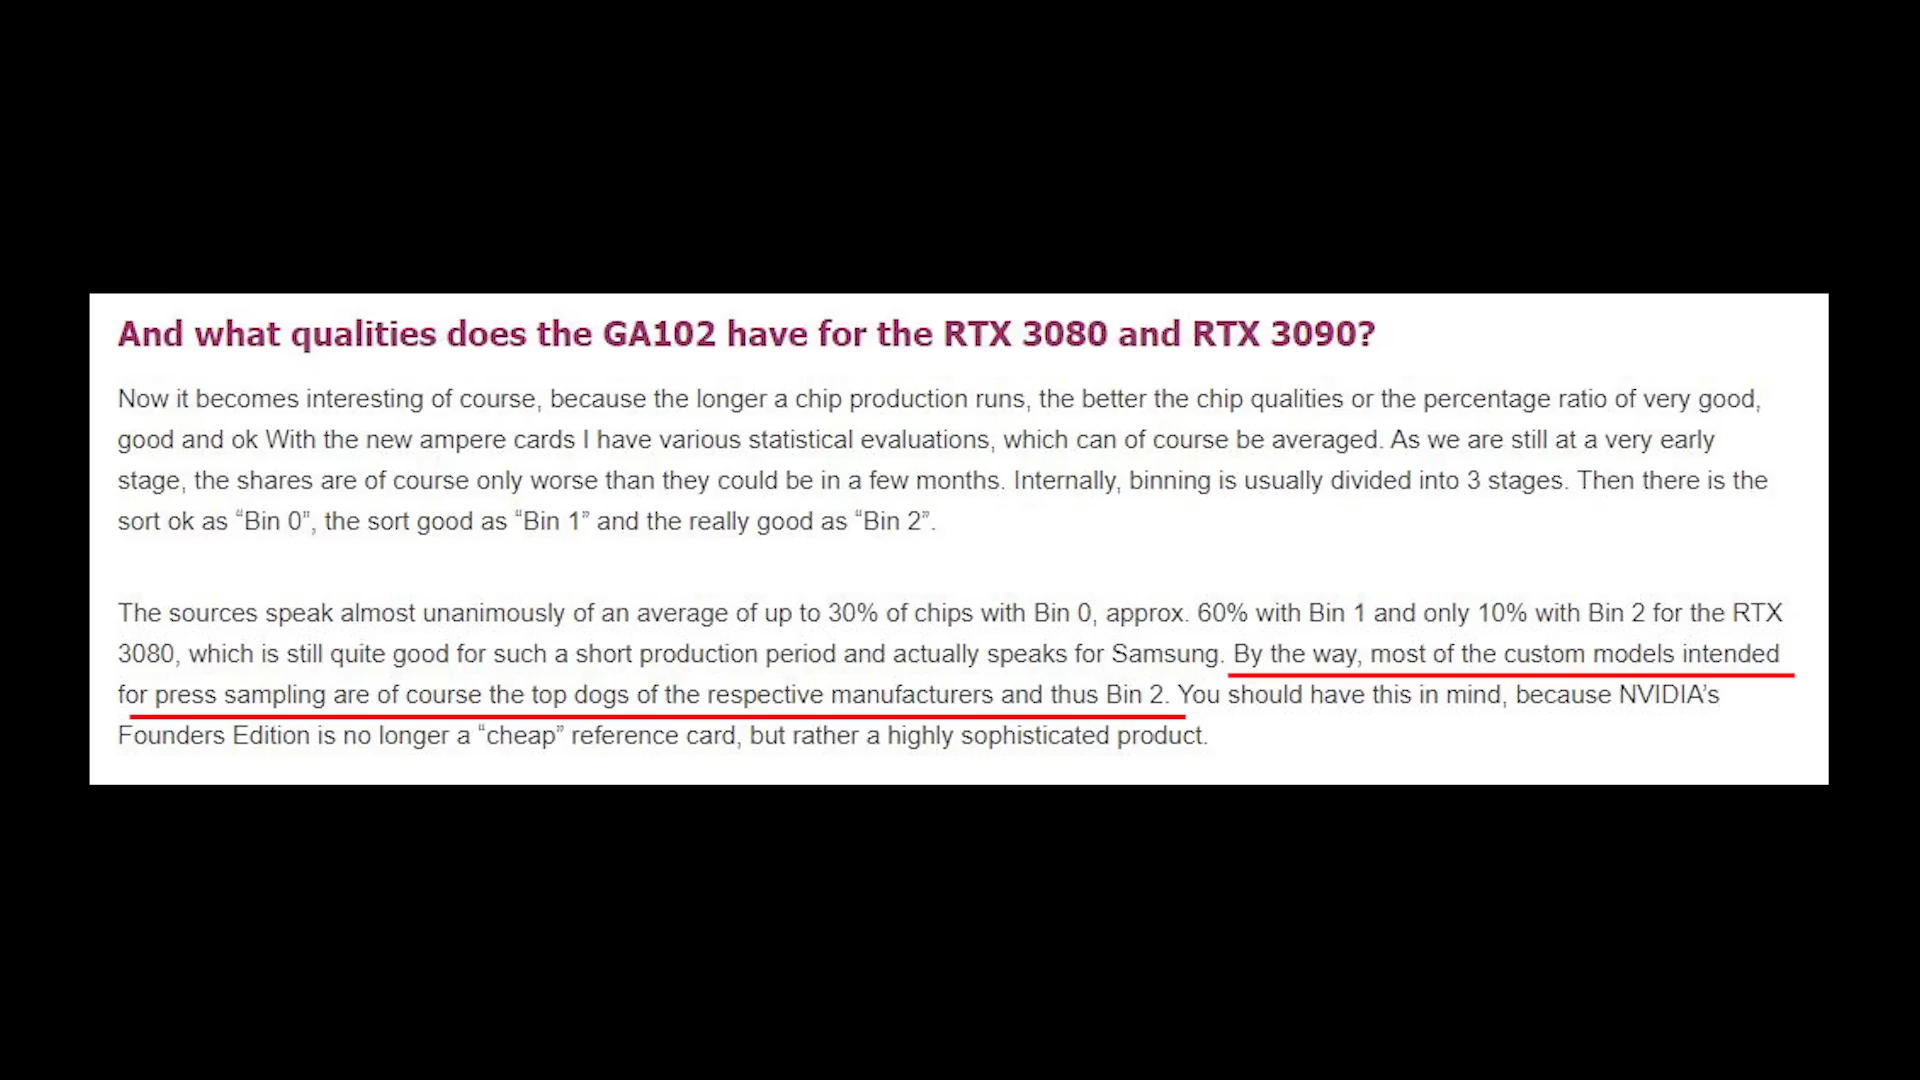 And what qualities does the GA102 have for the RTX 3080 and RTX 3090?
Now it becomes interesting of course, because the longer a chip production runs, the better the chip qualities or the percentage ratio of very good,
good and ok With the new ampere cards I have various statistical evaluations, which can of course be averaged. As we are still at a very early
stage, the shares are of course only worse than they could be in a few months. Internally, binning is usually divided into 3 stages. Then there is the
sort ok as “Bin 0”, the sort good as “Bin 1” and the really good as “Bin 2”.
The sources speak almost unanimously of an average of up to 30% of chips with Bin 0, approx. 60% with Bin 1 and only 10% with Bin 2 for the RTX
3080, which is still quite good for such a short production period and actually speaks for Samsung. By the way, most of the custom models intended
for press sampling are of course the top dogs of the respective manufacturers and thus Bin 2. You should have this in mind, because NVIDIA’s
Founders Edition is no longer a “cheap” reference card, but rather a highly sophisticated product.